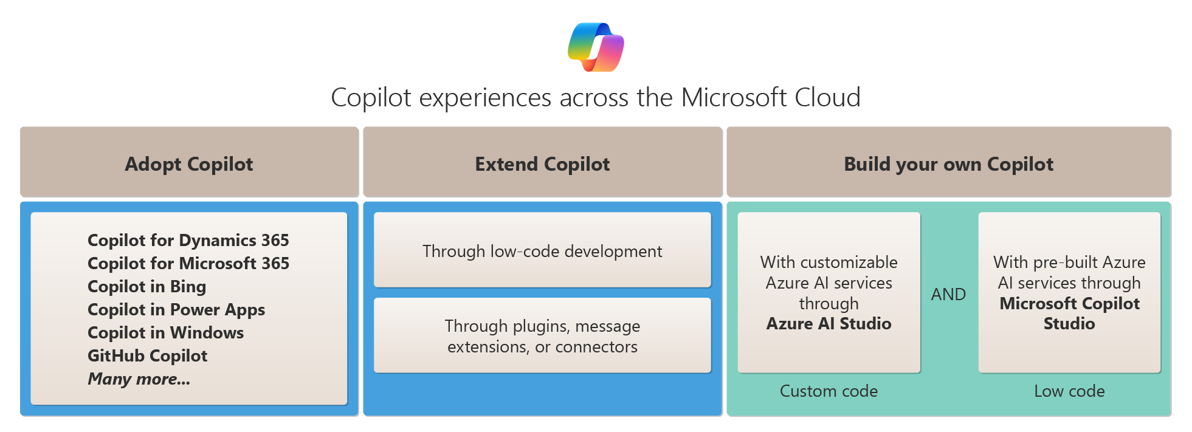 Copilot experiences across the Microsoft Cloud
Adopt Copilot
Copilot for Dynamics 365
Copilot for Microsoft 365
Copilot in Bing
Copilot in Power Apps
Copilot in Windows
GitHub Copilot
Many more...
Extend Copilot
Through low-code development
Through plugins, message
extensions, or connectors
Build your own Copilot
With customizable
Azure AI services
through
Azure AI Studio
Custom code
AND
With pre-built Azure
AI services through
Microsoft Copilot
Studio
Low code